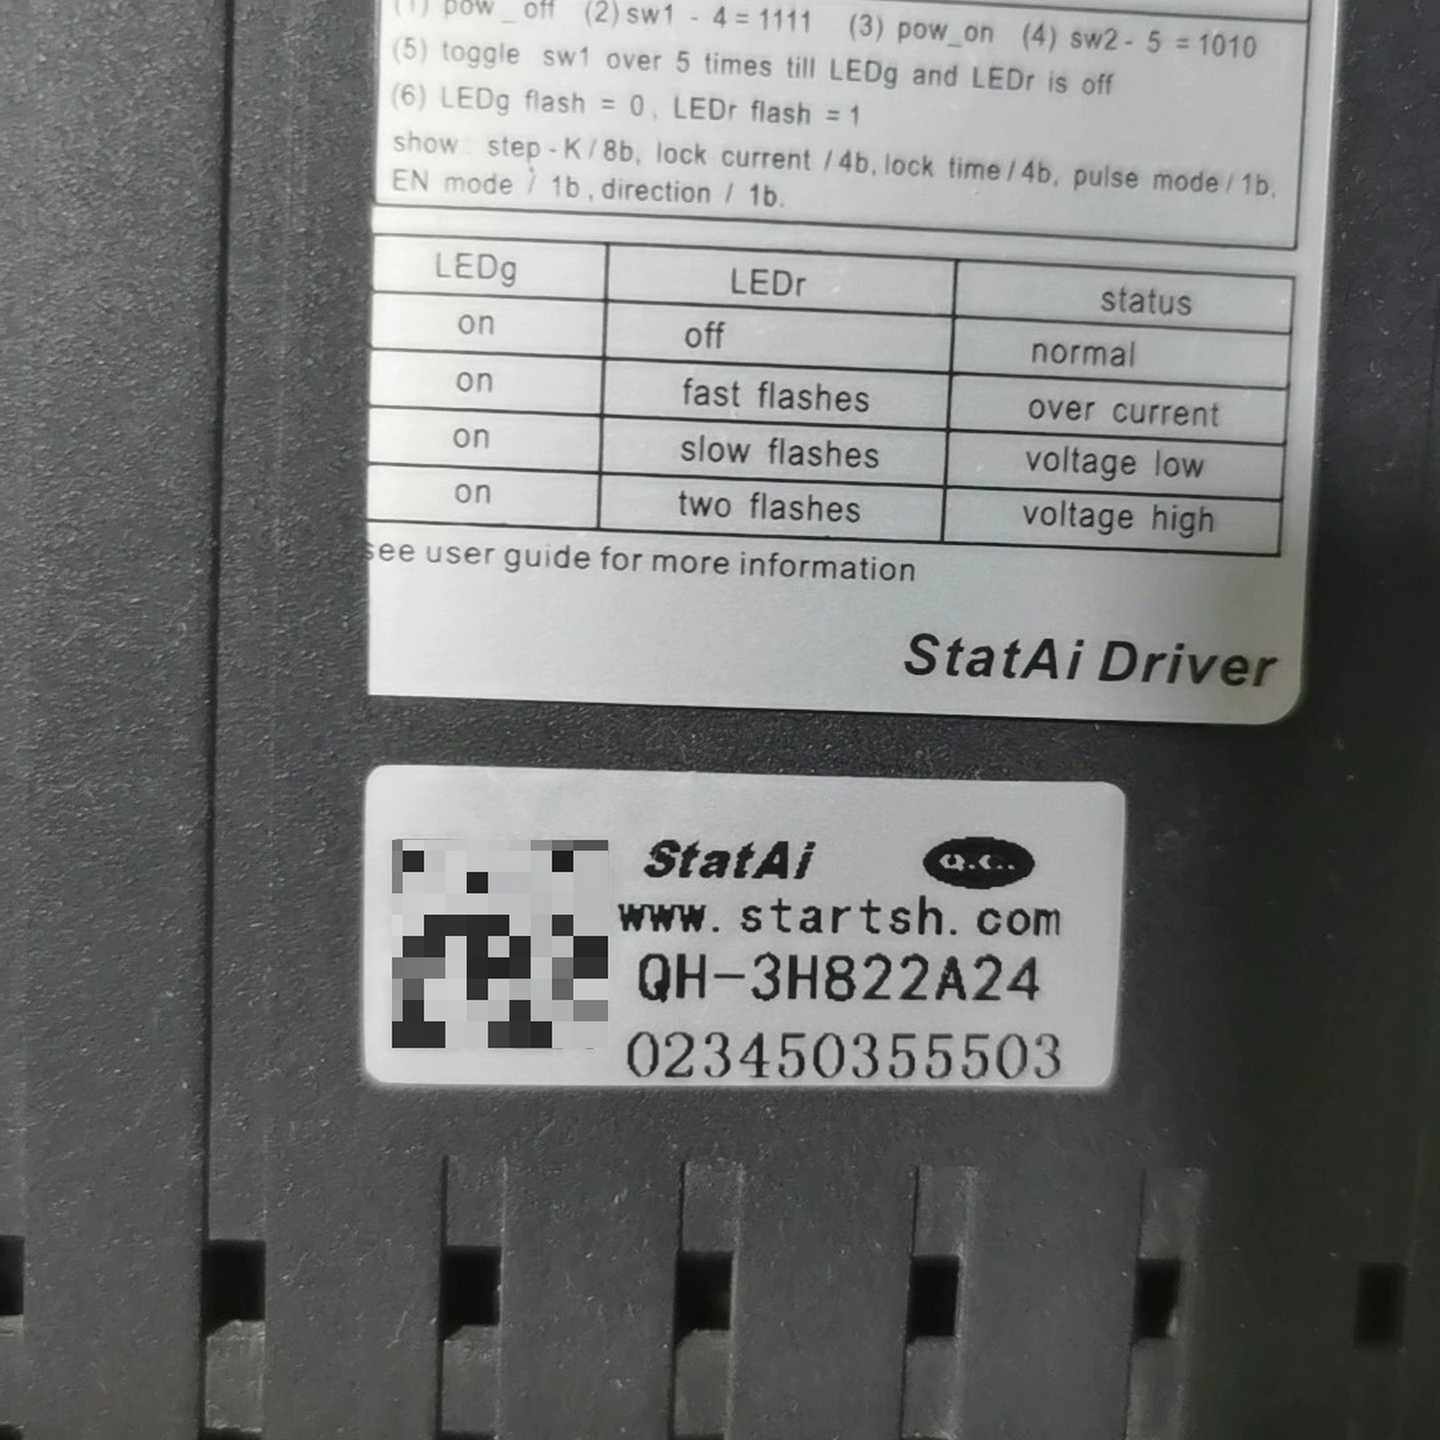 (1) pow_off (2) sw1 - 4 = 1111 (3) pow_on (4) sw2 - 5 = 1010
(5) toggle sw1 over 5 times till LEDg and LEDr is off
(6) LEDg flash = 0, LEDr flash = 1
show: step - K / 8b, lock current / 4b, lock time / 4b, pulse mode / 1b,
EN mode / 1b, direction / 1b.
LEDg LEDr status
on off normal
on fast flashes over current
on slow flashes voltage low
on two flashes voltage high
see user guide for more information
StatAi Driver
StatAi Q.C..
www.startsh.com
QH-3H822A24
023450355503